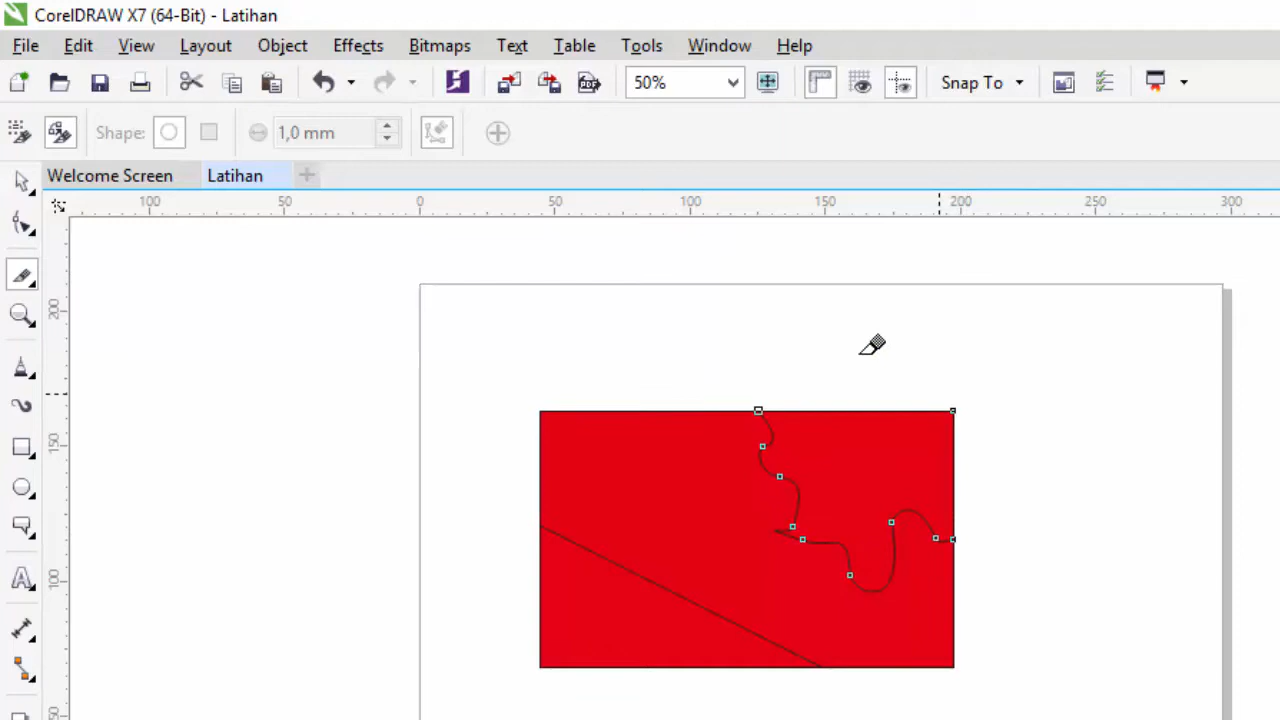 CorelDRAW X7 (64-Bit) - Latihan
File Edit View Layout Object Effects Bitmaps Text Table Tools Window Help
50% Snap To
Shape: 1,0 mm
Welcome Screen Latihan
100 50 0 50 100 150 200 250 300
200
150
100
50